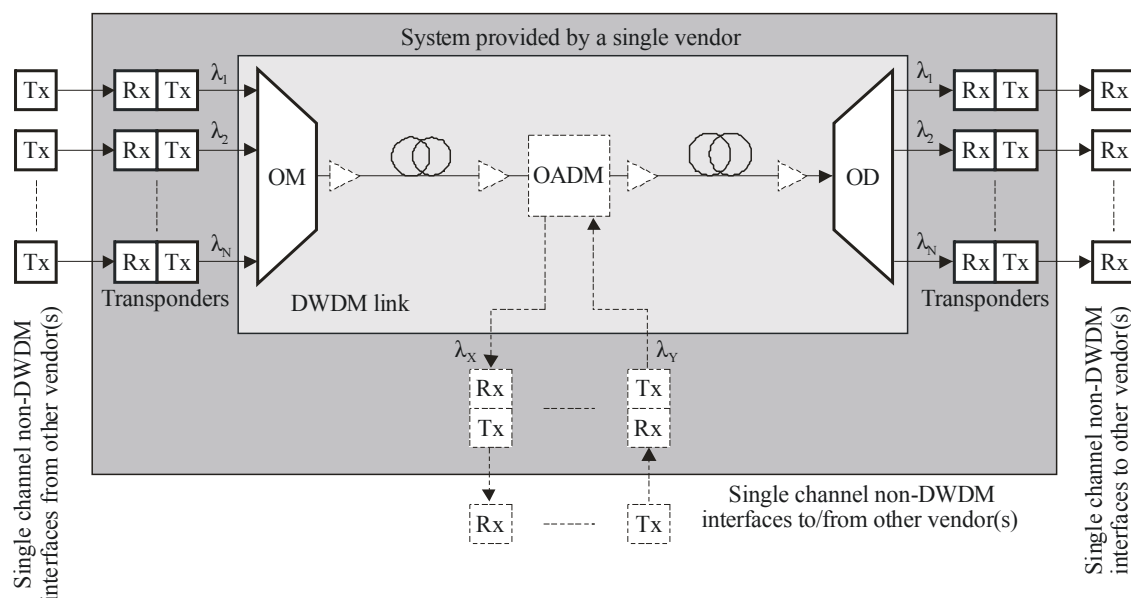 System provided by a single vendor
Tx
Rx Tx
λ1
λ1
Rx Tx
Rx
Tx
Rx Tx
λ2
λ2
Rx Tx
Rx
OM
OADM
OD
Tx
Rx Tx
λN
λN
Rx Tx
Rx
Transponders
DWDM link
Transponders
λX
λY
Rx
Tx
Tx
Rx
Rx
Tx
Single channel non-DWDM
interfaces to/from other vendor(s)
Single channel non-DWDM
interfaces from other vendor(s)
Single channel non-DWDM
interfaces to other vendor(s)